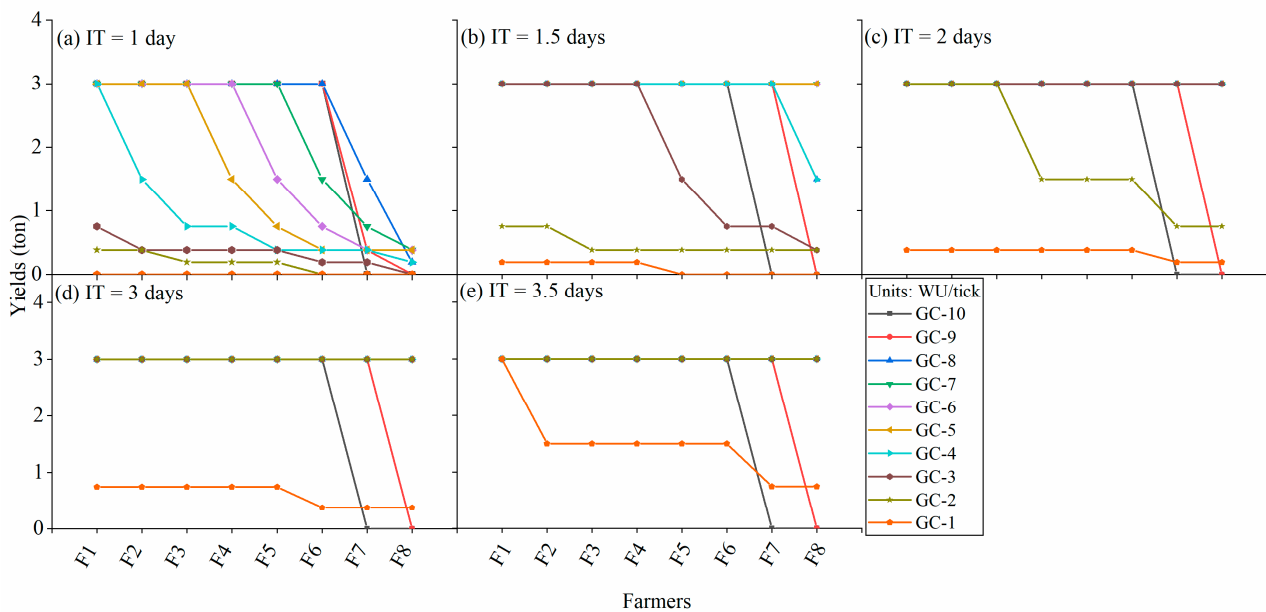 (a) IT = 1 day
(b) IT = 1.5 days
(c) IT = 2 days
4
3
2
1
0
Yields (ton)
(d) IT = 3 days
(e) IT = 3.5 days
4
3
2
1
0
F1 F2 F3 F4 F5 F6 F7 F8
F1 F2 F3 F4 F5 F6 F7 F8
Farmers
Units: WU/tick
GC-10
GC-9
GC-8
GC-7
GC-6
GC-5
GC-4
GC-3
GC-2
GC-1